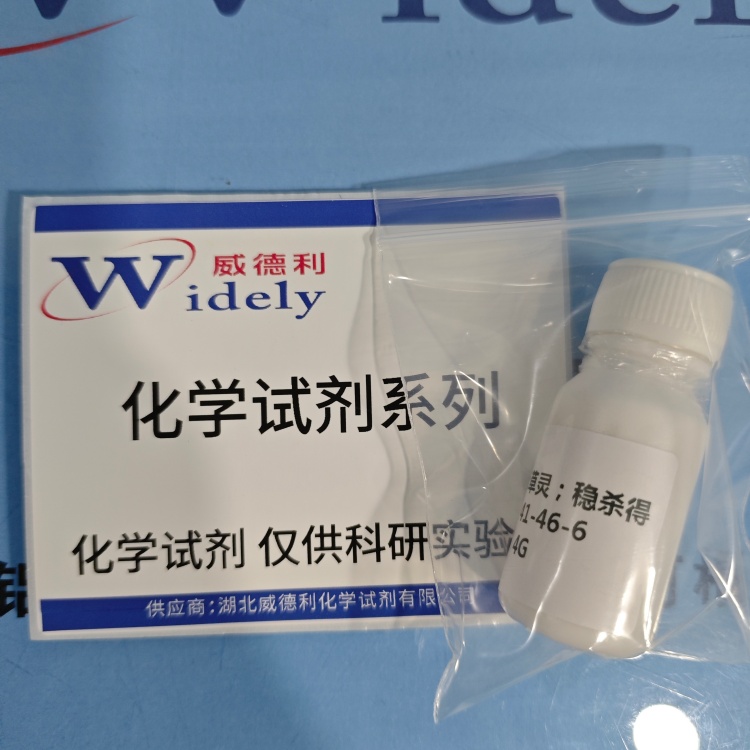 威德利
Widely
化学试剂系列
化学试剂 仅供科研实验
供应商:湖北威德利化学试剂有限公司
草灵；稳杀得
41-46-6
4G